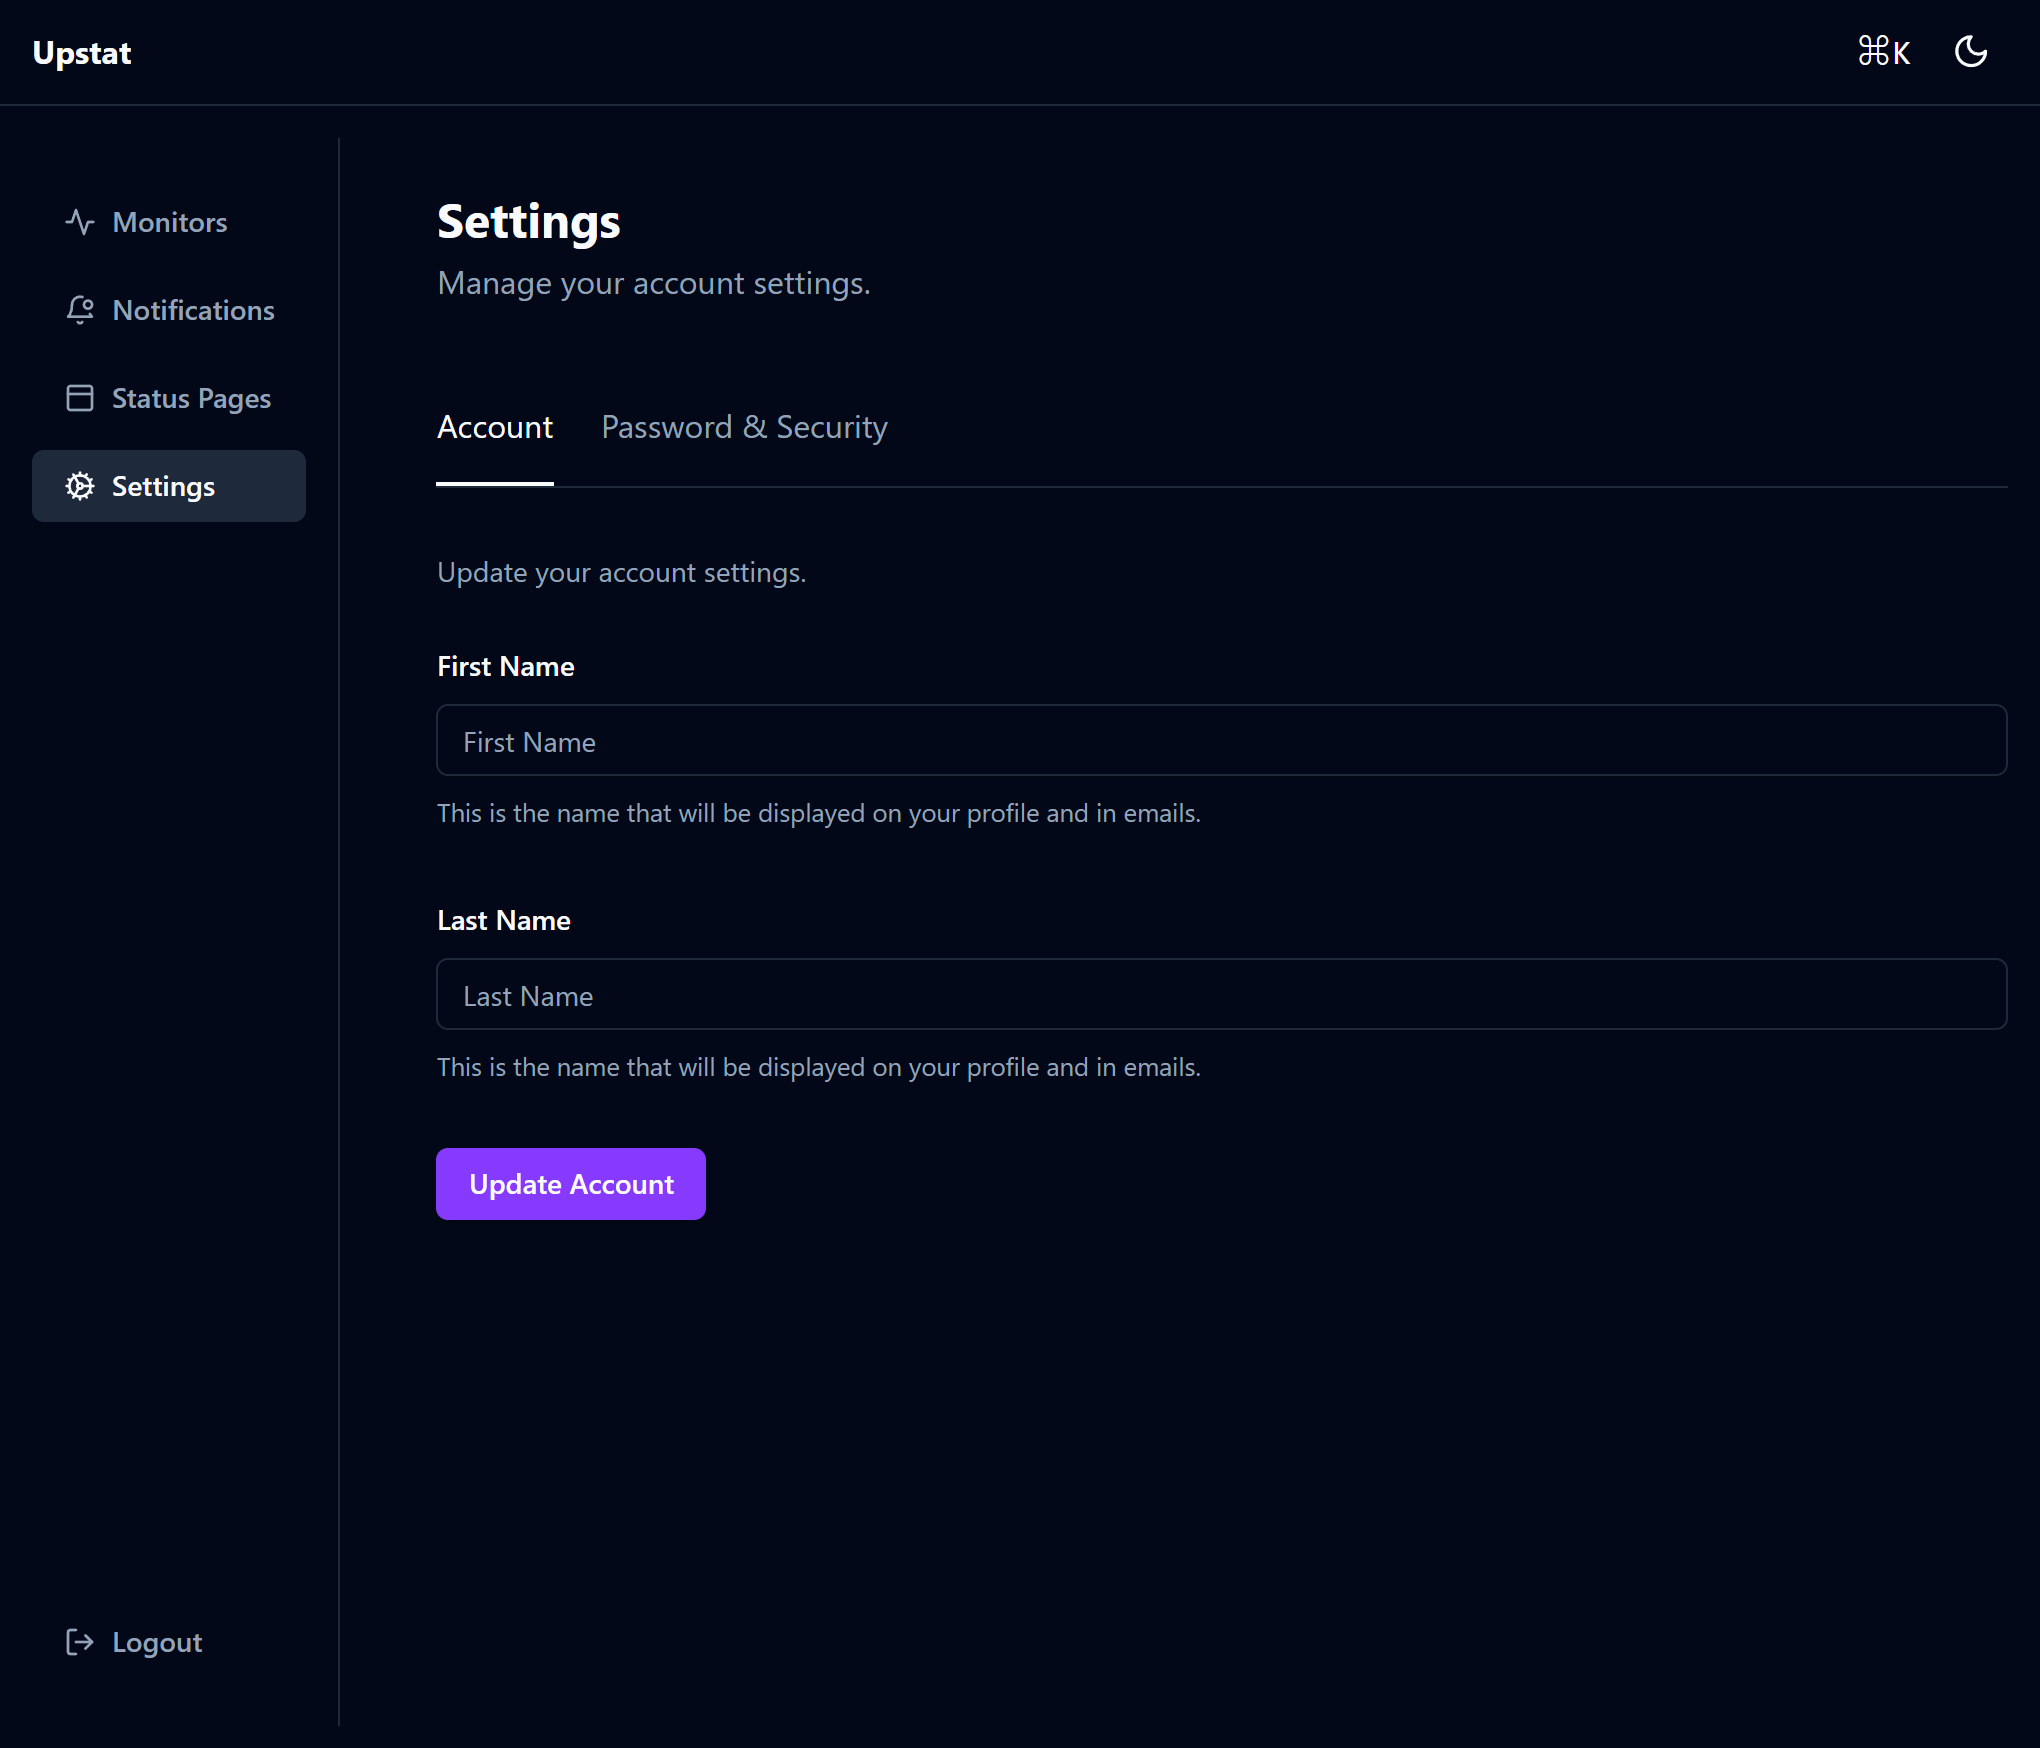 Upstat
⌘K
Monitors
Notifications
Status Pages
Settings
Logout
Settings
Manage your account settings.
Account
Password & Security
Update your account settings.
First Name
First Name
This is the name that will be displayed on your profile and in emails.
Last Name
Last Name
This is the name that will be displayed on your profile and in emails.
Update Account